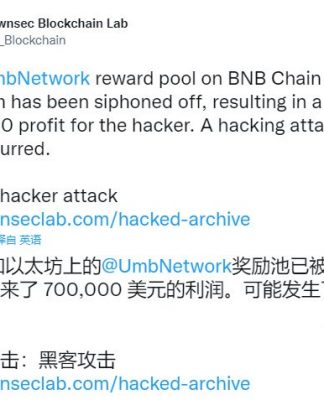 wnsec Blockchain Lab
_Blockchain
mbNetwork reward pool on BNB Chain
m has been siphoned off, resulting in a
0 profit for the hacker. A hacking atta
urred.
hacker attack
nseclab.com/hacked-archive
译自 英语
和以太坊上的@UmbNetwork奖励池已被
来了 700,000 美元的利润。可能发生了
击：黑客攻击
nseclab.com/hacked-archive